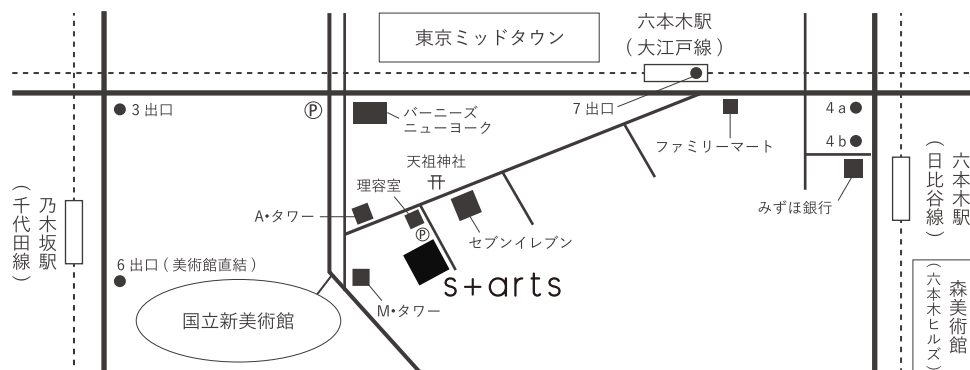 東京ミッドタウン
六本木駅
(大江戸線)
3 出口
P
バーニーズ
ニューヨーク
7 出口
ファミリーマート
4a
4b
天祖神社
理容室
A・タワー
P
セブンイレブン
みずほ銀行
六本木駅
(日比谷線)
乃木坂駅
(千代田線)
6 出口 ( 美術館直結 )
国立新美術館
M・タワー
s+arts
森美術館
(六本木ヒルズ)